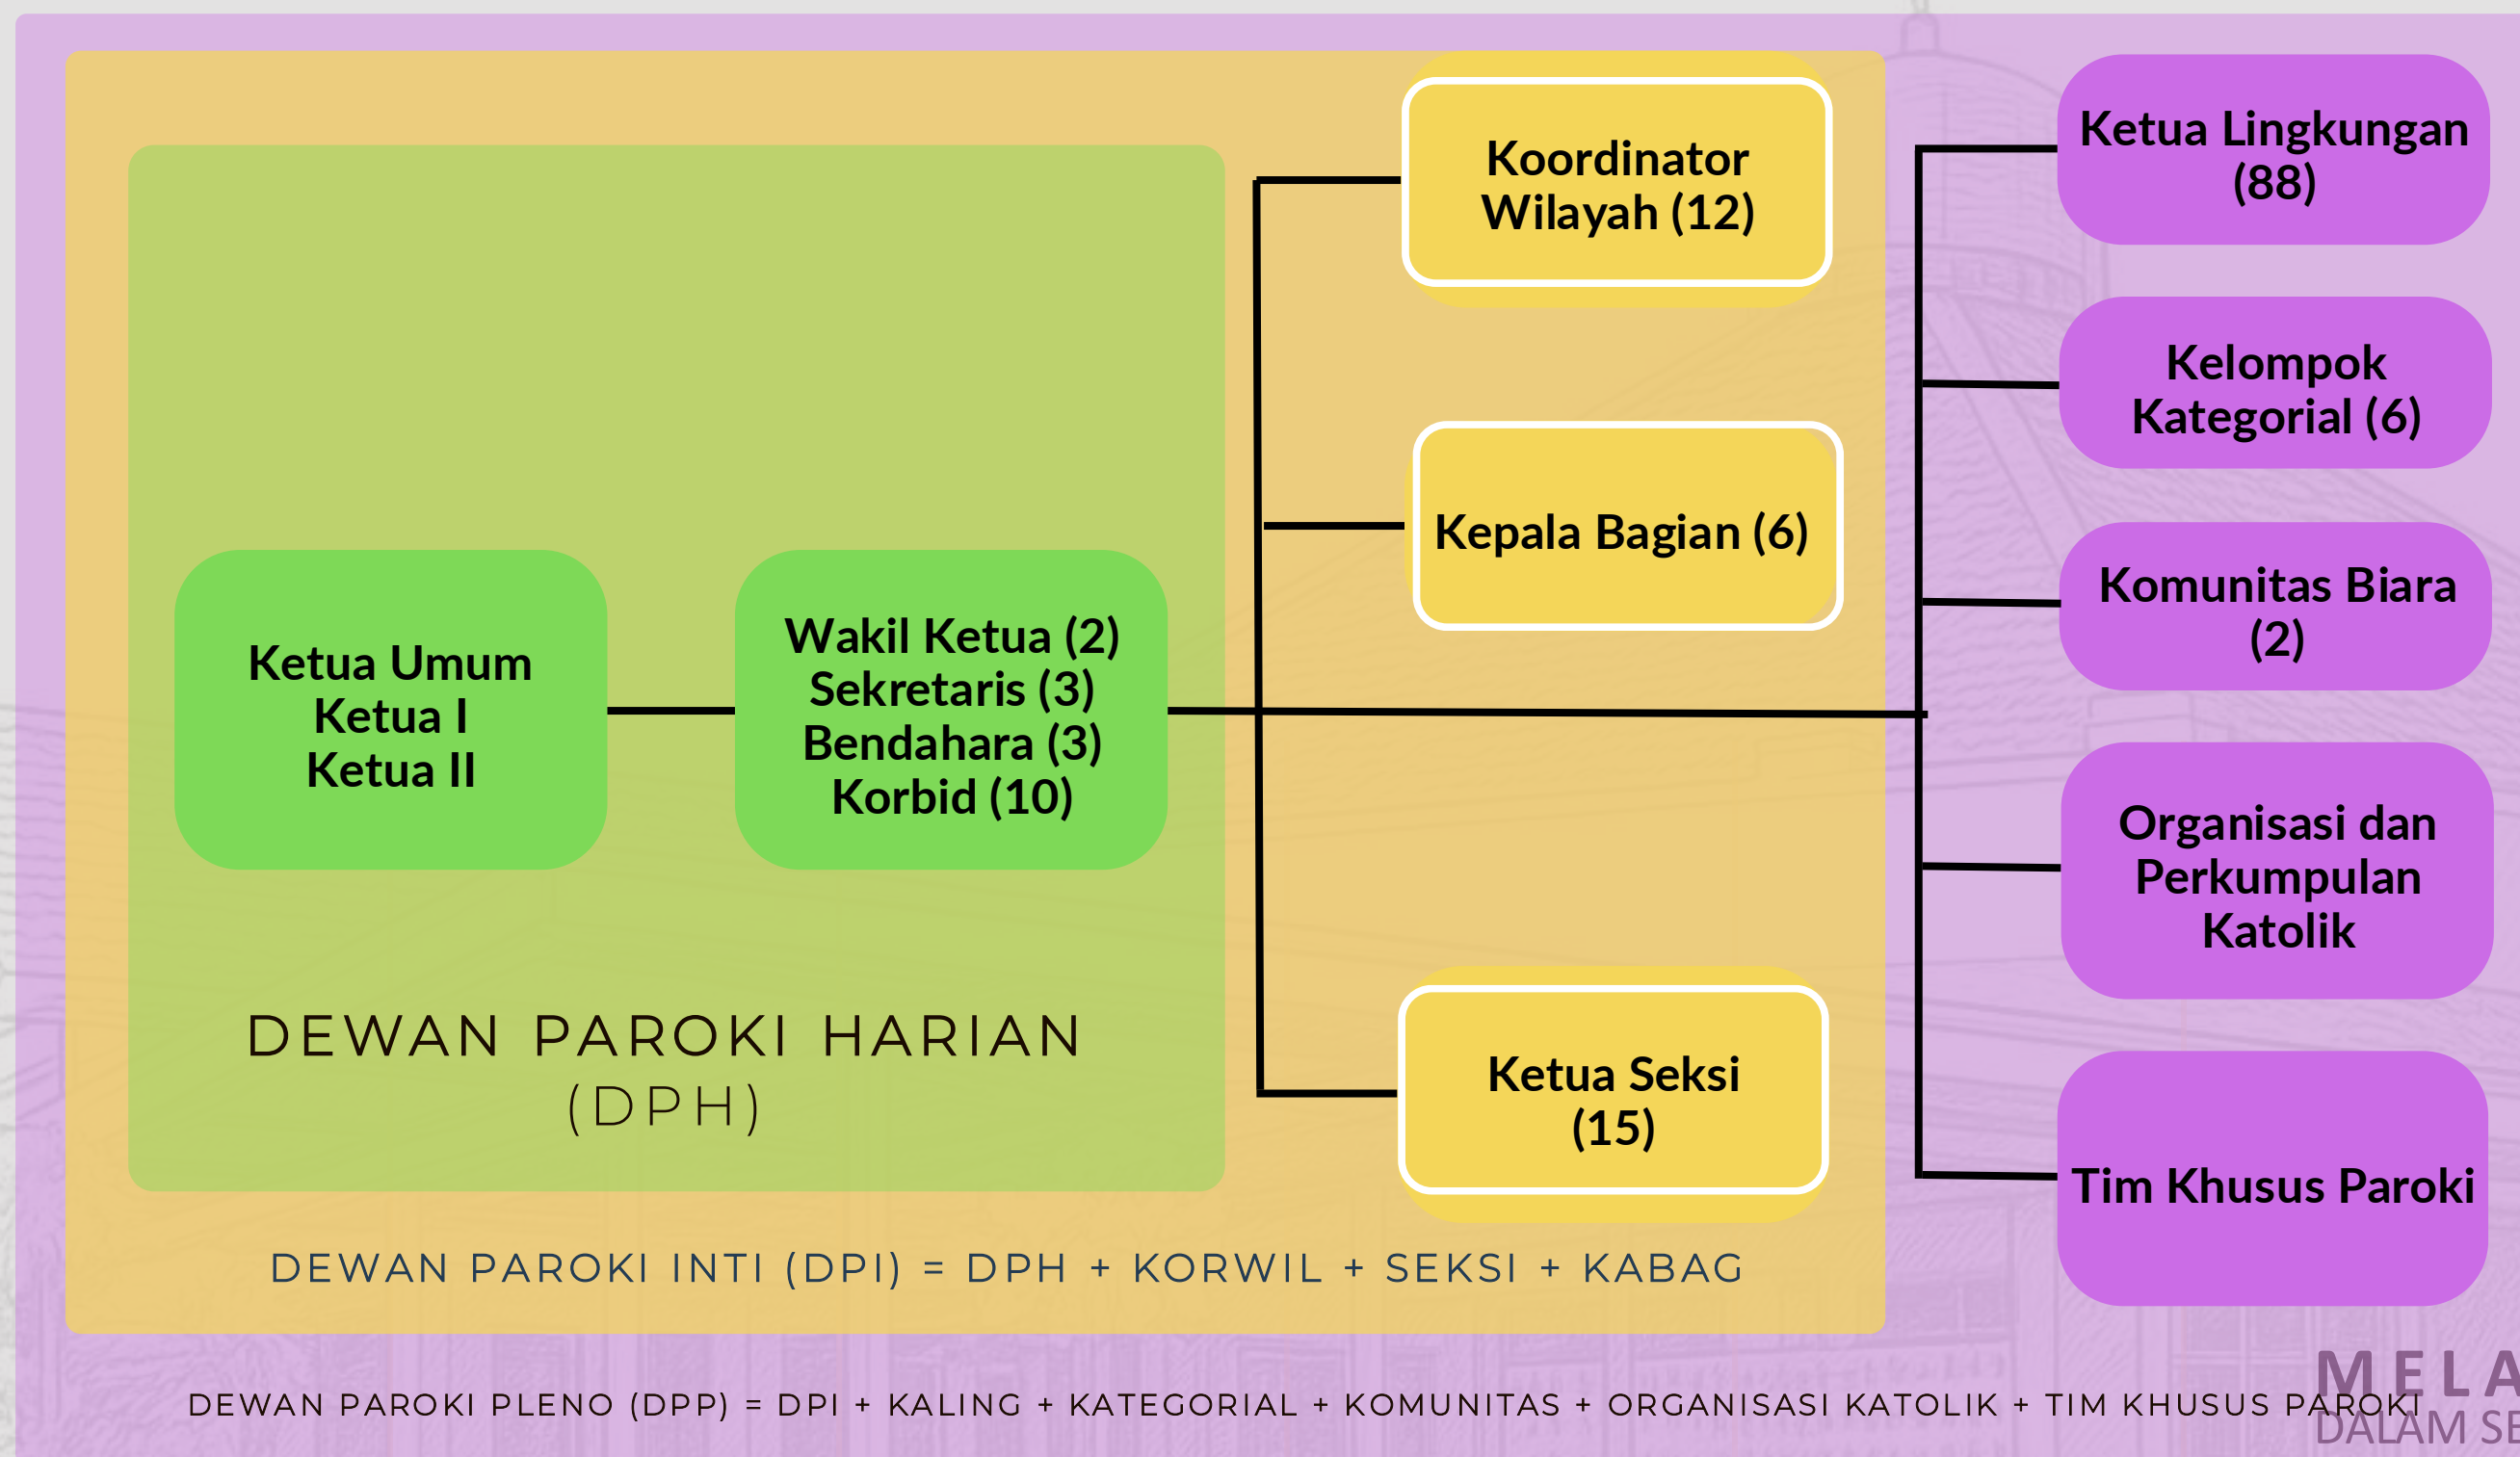 Ketua Umum
Ketua I
Ketua II
Wakil Ketua (2)
Sekretaris (3)
Bendahara (3)
Korbid (10)
DEWAN PAROKI HARIAN
(DPH)
Koordinator
Wilayah (12)
Kepala Bagian (6)
Ketua Seksi
(15)
DEWAN PAROKI INTI (DPI) = DPH + KORWIL + SEKSI + KABAG
Ketua Lingkungan
(88)
Kelompok
Kategorial (6)
Komunitas Biara
(2)
Organisasi dan
Perkumpulan
Katolik
Tim Khusus Paroki
DEWAN PAROKI PLENO (DPP) = DPI + KALING + KATEGORIAL + KOMUNITAS + ORGANISASI KATOLIK + TIM KHUSUS PAROKI
DALAM